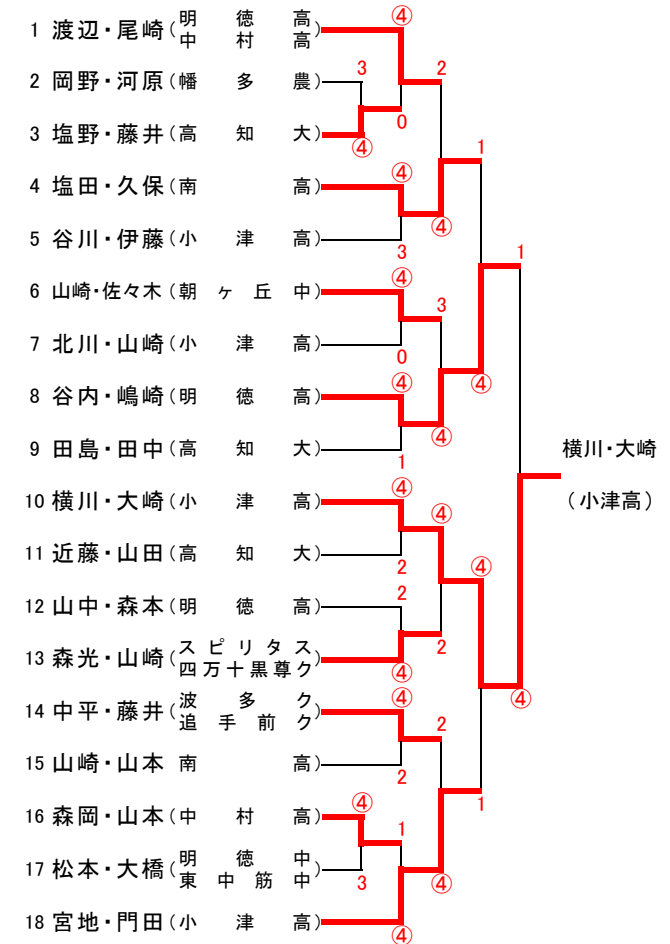 1 渡辺・尾崎(明徳高
中村高)
④
2 岡野・河原(幡多農)
3
2
0
3 塩野・藤井(高知大)
④
1
4 塩田・久保(南高)
④
④
5 谷川・伊藤(小津高)
3
1
6 山崎・佐々木(朝ヶ丘中)
④
3
7 北川・山崎(小津高)
0
④
8 谷内・嶋崎(明徳高)
④
④
9 田島・田中(高知大)
1
横川・大崎
(小津高)
10 横川・大崎(小津高)
④
④
11 近藤・山田(高知大)
2
④
12 山中・森本(明徳高)
2
2
13 森光・山崎(スピリタス
四万十黒尊ク)
④
④
14 中平・藤井(波多ク
追手前ク)
④
2
15 山崎・山本 南高)
2
1
16 森岡・山本(中村高)
④
1
17 松本・大橋(明徳中
東中筋中)
3
④
18 宮地・門田(小津高)
④